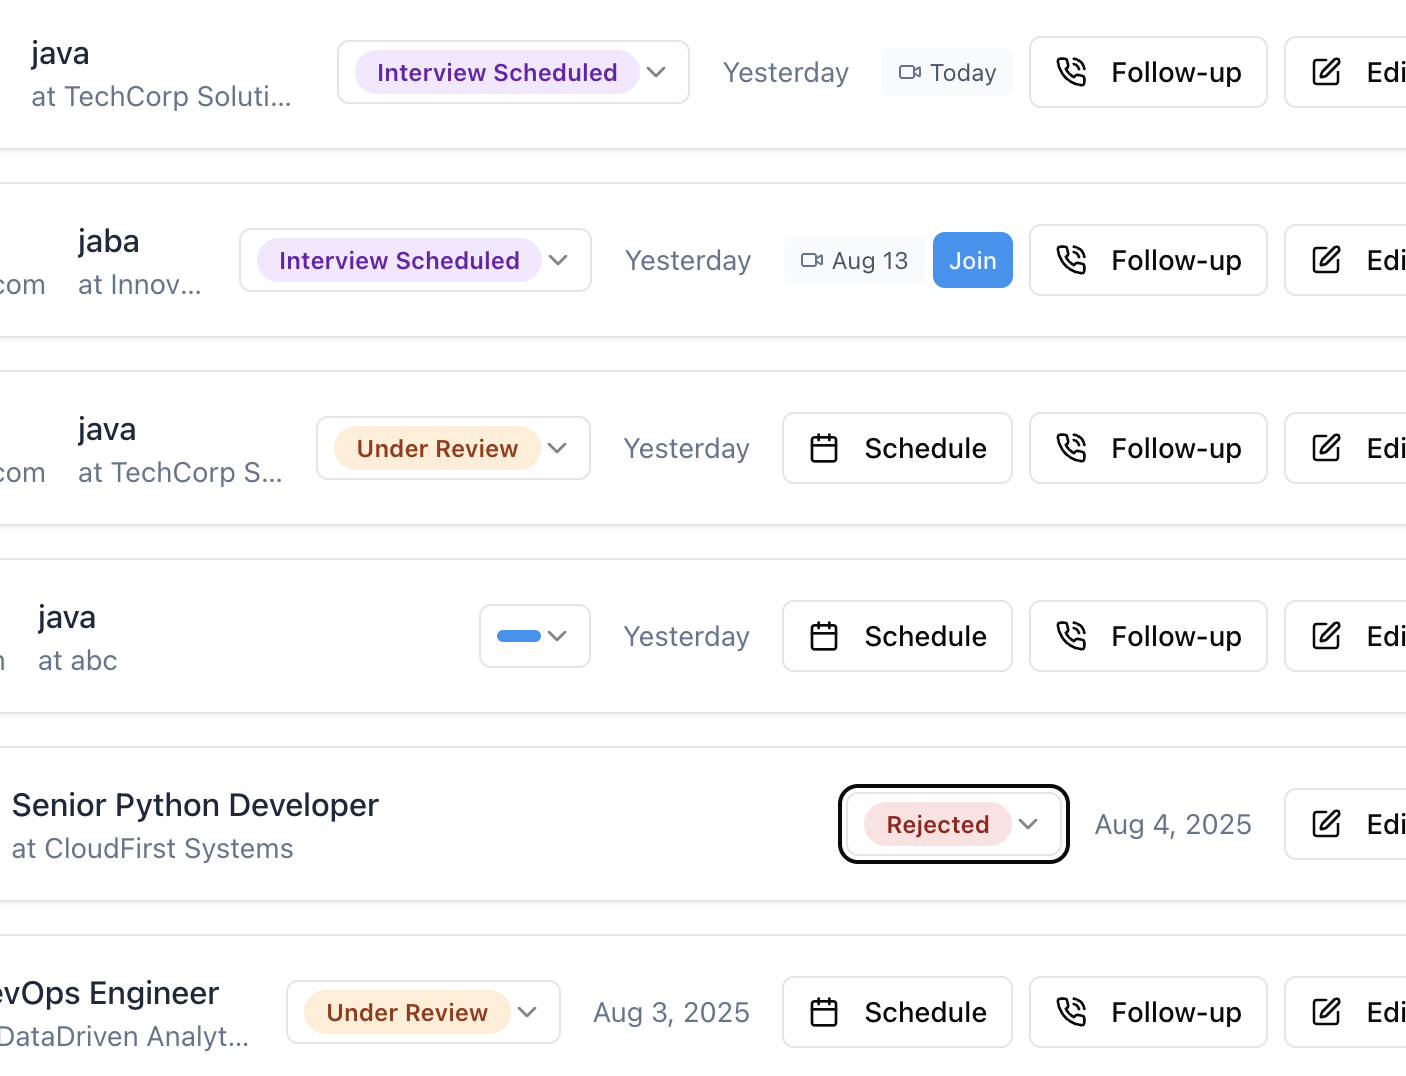 java
at TechCorp Soluti...
Interview Scheduled
Yesterday
Today
Follow-up
Edi
jaba
com
at Innov...
Interview Scheduled
Yesterday
Aug 13
Join
Follow-up
Edi
java
com
at TechCorp S...
Under Review
Yesterday
Schedule
Follow-up
Edi
java
at abc
Yesterday
Schedule
Follow-up
Edi
Senior Python Developer
at CloudFirst Systems
Rejected
Aug 4, 2025
Edi
evOps Engineer
DataDriven Analyt...
Under Review
Aug 3, 2025
Schedule
Follow-up
Edi